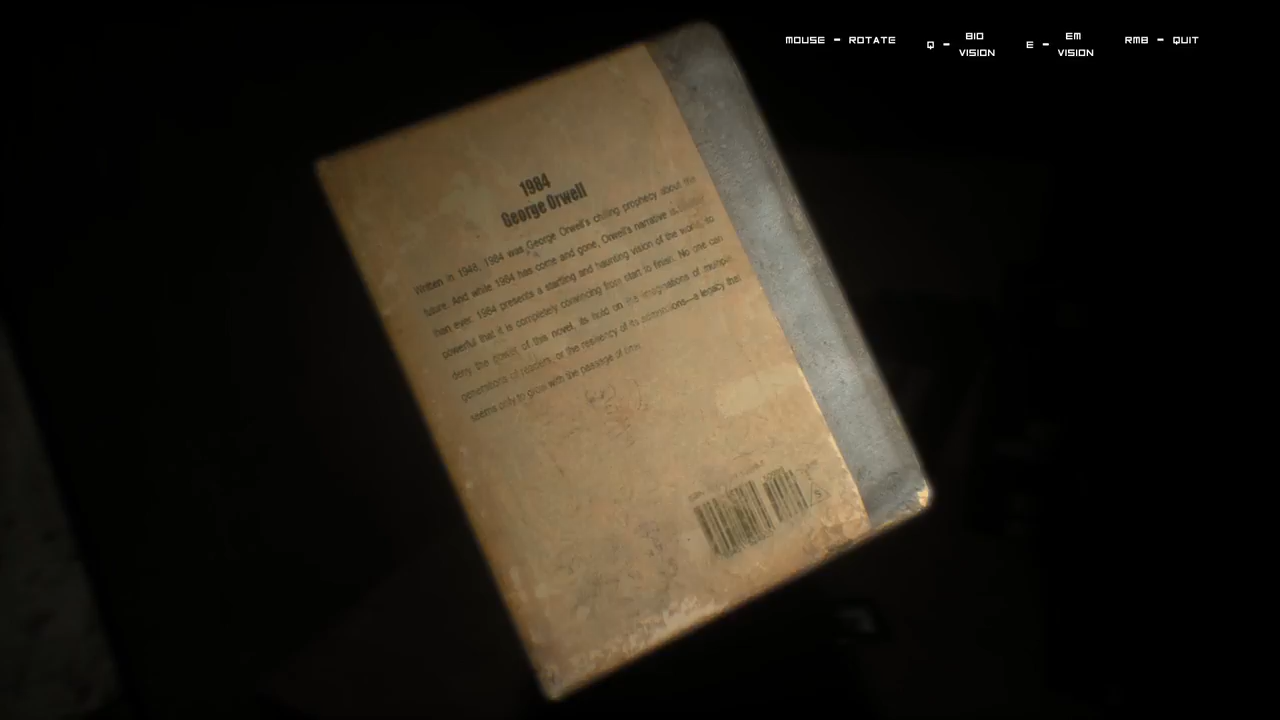 MOUSE - ROTATE
Q - BIO VISION
E - EM VISION
RMB - QUIT
1984
George Orwell
Written in 1948, 1984 was George Orwell's chilling prophecy about the
future. And while 1984 has come and gone, Orwell's narrative is
than ever. 1984 presents a startling and haunting vision of the world, so
powerful that it is completely convincing from start to finish. No one can
deny the power of this novel, its hold on the imaginations of multiple
generations of readers, or the resiliency of its admonitions—a legacy that
seems only to grow with the passage of time.
5